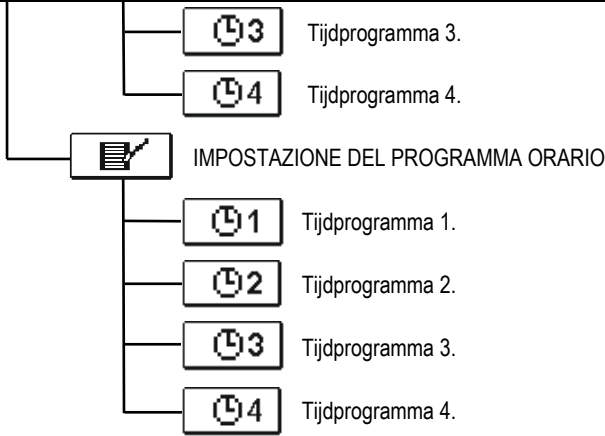 3 Tijdprogramma 3.
4 Tijdprogramma 4.
IMPOSTAZIONE DEL PROGRAMMA ORARIO
1 Tijdprogramma 1.
2 Tijdprogramma 2.
3 Tijdprogramma 3.
4 Tijdprogramma 4.